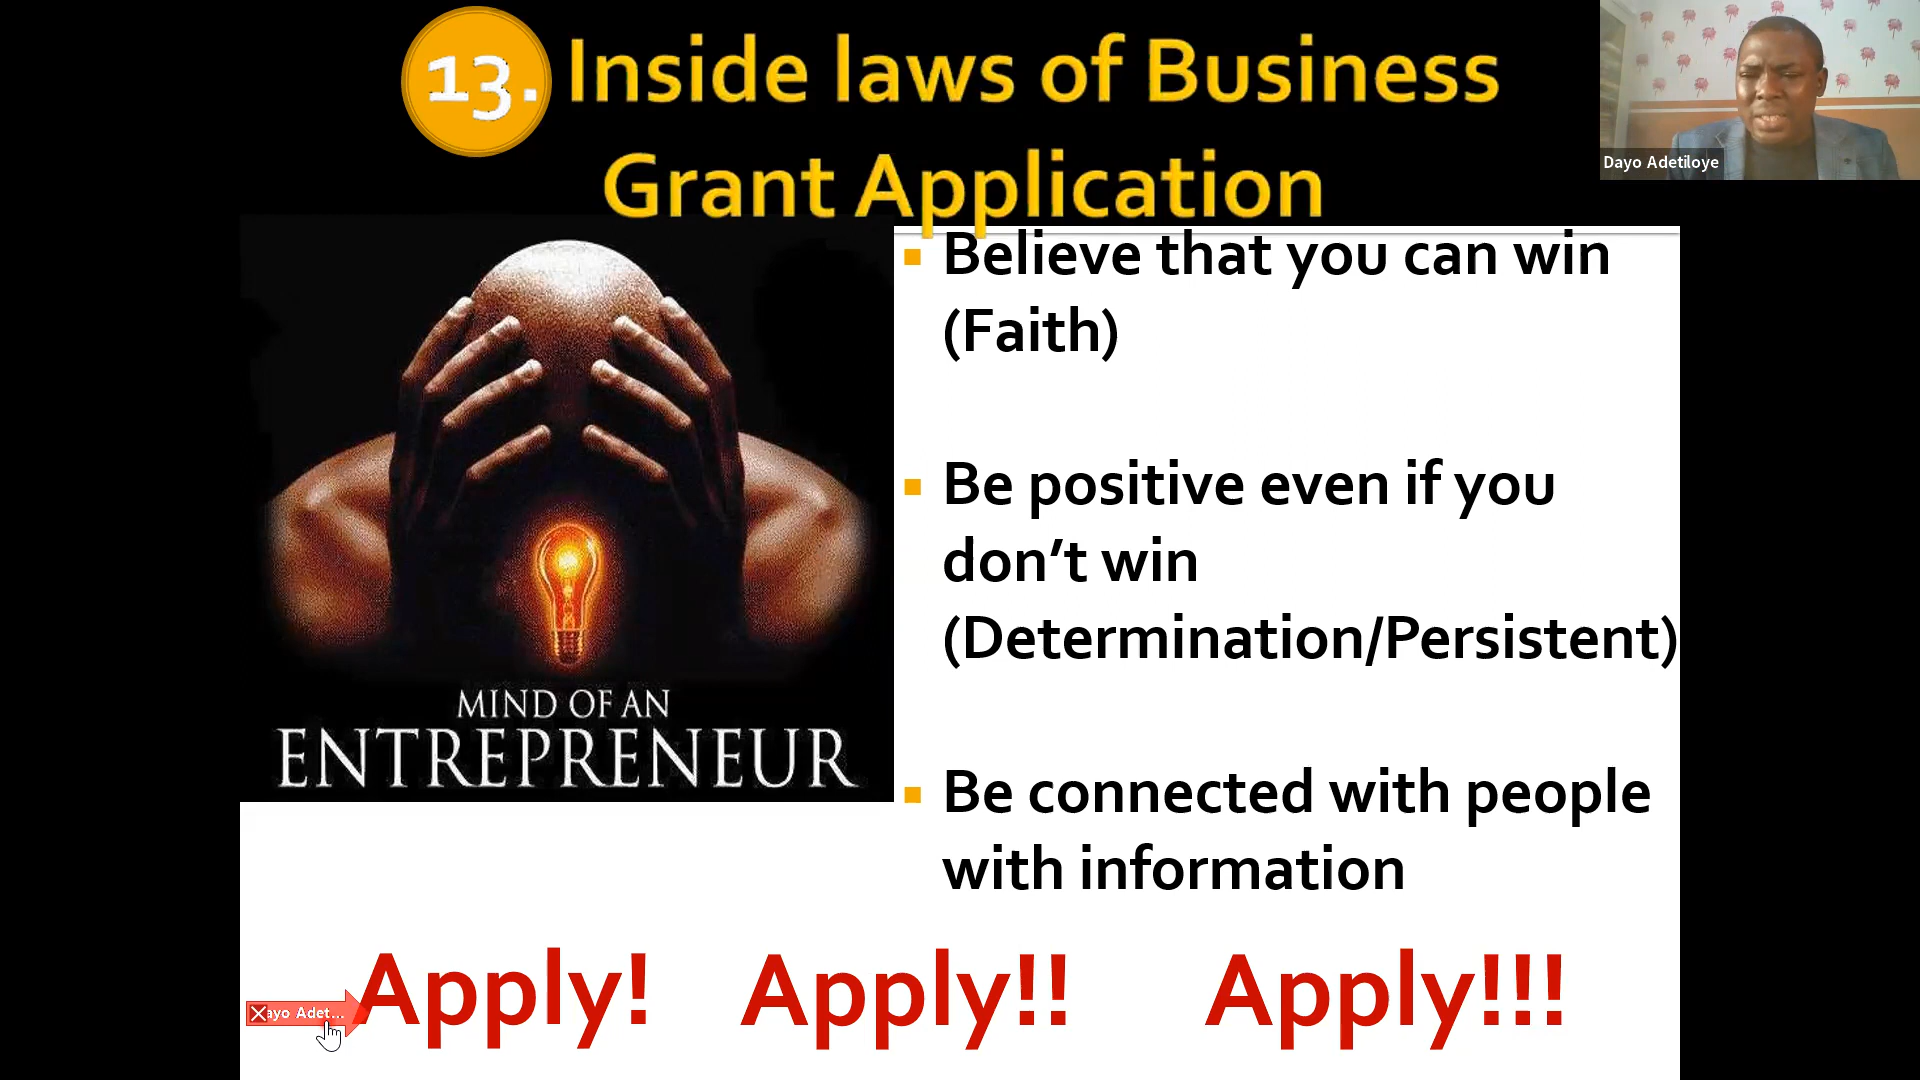 13. Inside laws of Business
Grant Application
Dayo Adetiloye
▪ Believe that you can win
(Faith)
▪ Be positive even if you
don’t win
(Determination/Persistent)
▪ Be connected with people
with information
MIND OF AN
ENTREPRENEUR
Apply! Apply!! Apply!!!
ayo Adet...